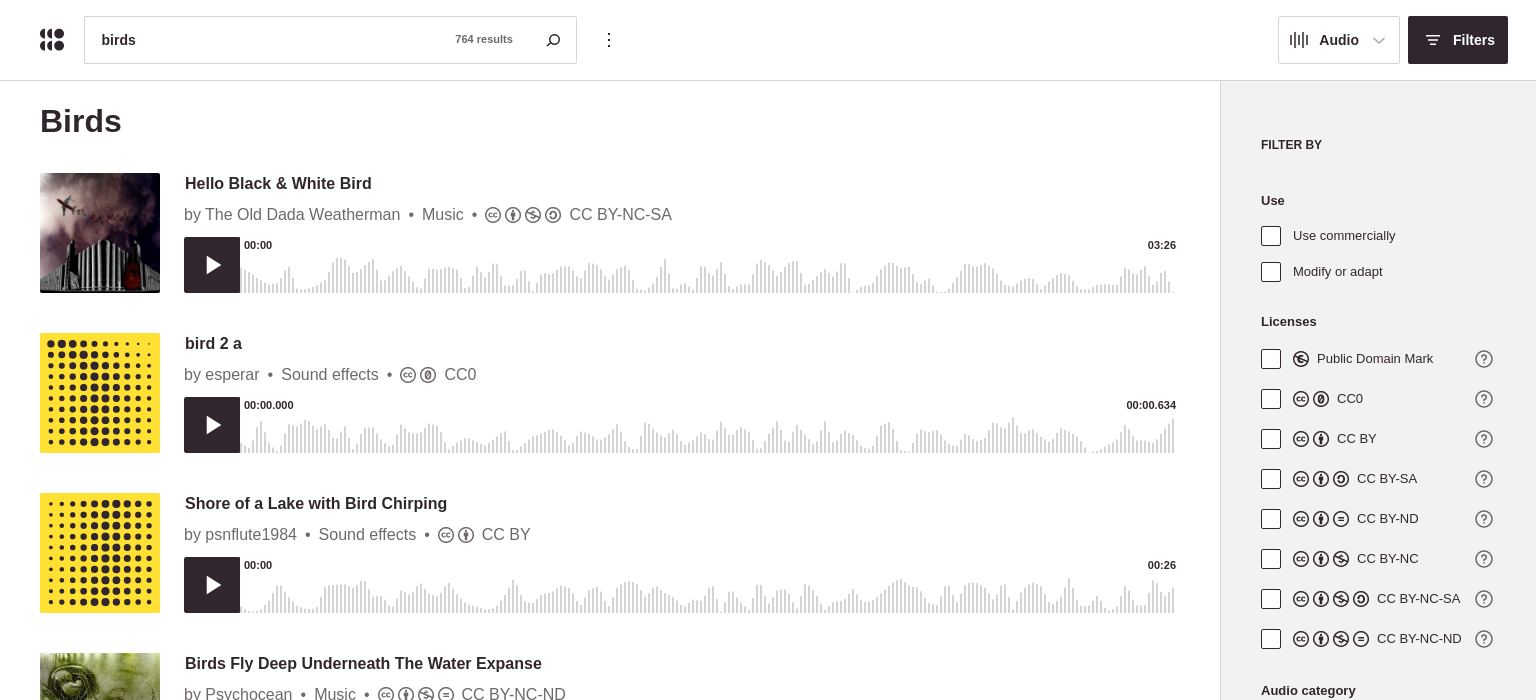 birds
764 results
Audio
Filters
Birds
Hello Black & White Bird
by The Old Dada Weatherman • Music • CC BY-NC-SA
00:00
03:26
bird 2 a
by esperar • Sound effects • CC0
00:00.000
00:00.634
Shore of a Lake with Bird Chirping
by psnflute1984 • Sound effects • CC BY
00:00
00:26
Birds Fly Deep Underneath The Water Expanse
by Psychocean • Music • CC BY-NC-ND
FILTER BY
Use
Use commercially
Modify or adapt
Licenses
Public Domain Mark
CC0
CC BY
CC BY-SA
CC BY-ND
CC BY-NC
CC BY-NC-SA
CC BY-NC-ND
Audio category